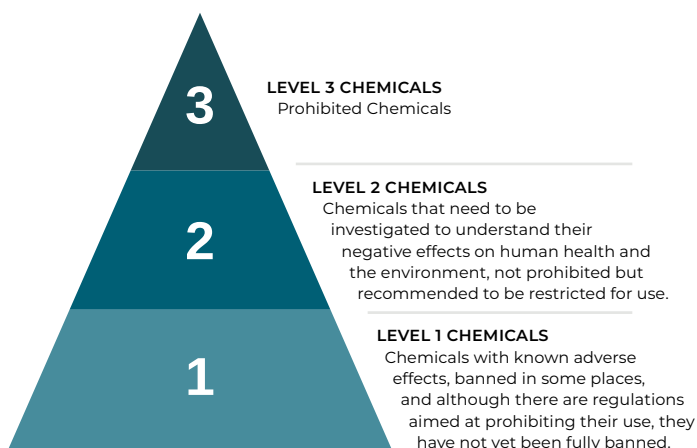 3
LEVEL 3 CHEMICALS
Prohibited Chemicals
2
LEVEL 2 CHEMICALS
Chemicals that need to be
investigated to understand their
negative effects on human health and
the environment, not prohibited but
recommended to be restricted for use.
1
LEVEL 1 CHEMICALS
Chemicals with known adverse
effects, banned in some places,
and although there are regulations
aimed at prohibiting their use, they
have not yet been fully banned.